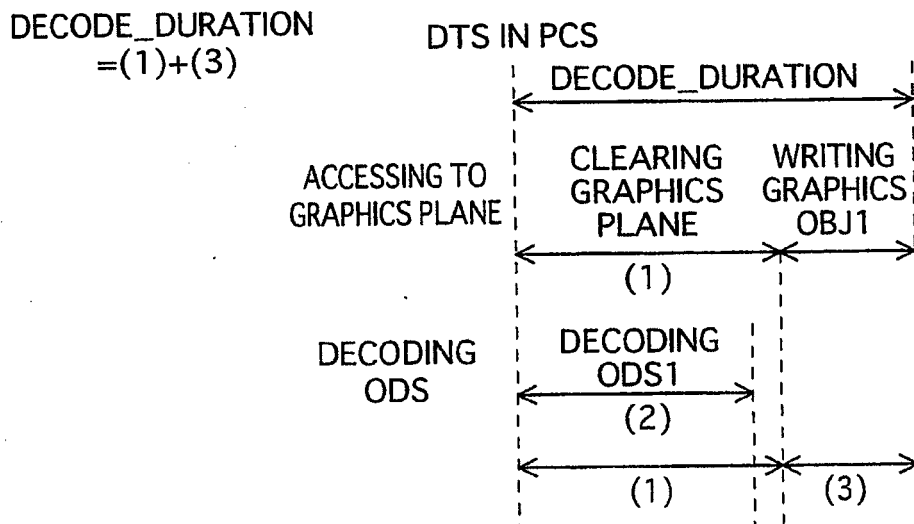 DECODE_DURATION
=(1)+(3)
DTS IN PCS
DECODE_DURATION
ACCESSING TO
GRAPHICS PLANE
CLEARING
GRAPHICS
PLANE
WRITING
GRAPHICS
OBJ1
(1)
DECODING
ODS
DECODING
ODS1
(2)
(1)
(3)